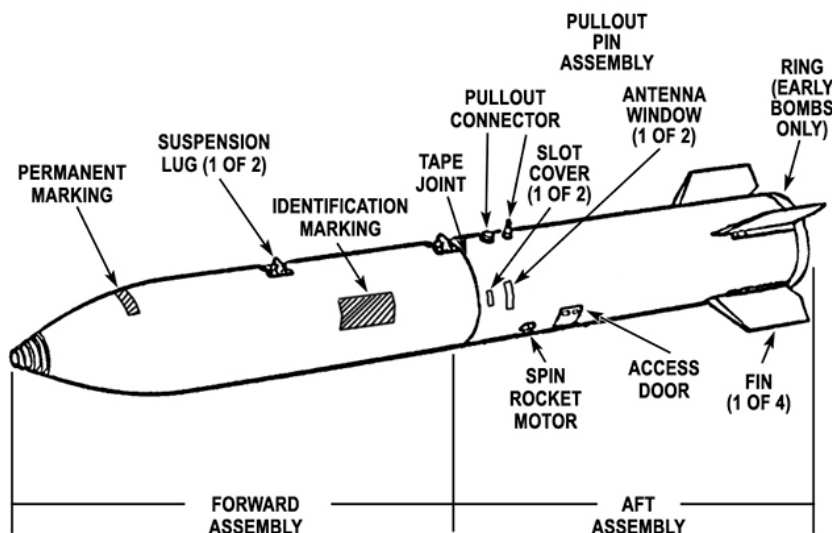 PULLOUT
PIN
ASSEMBLY
RING
(EARLY
BOMBS
ONLY)
ANTENNA
WINDOW
(1 OF 2)
PULLOUT
CONNECTOR
SLOT
COVER
(1 OF 2)
TAPE
JOINT
SUSPENSION
LUG (1 OF 2)
PERMANENT
MARKING
IDENTIFICATION
MARKING
SPIN
ROCKET
MOTOR
ACCESS
DOOR
FIN
(1 OF 4)
FORWARD
ASSEMBLY
AFT
ASSEMBLY